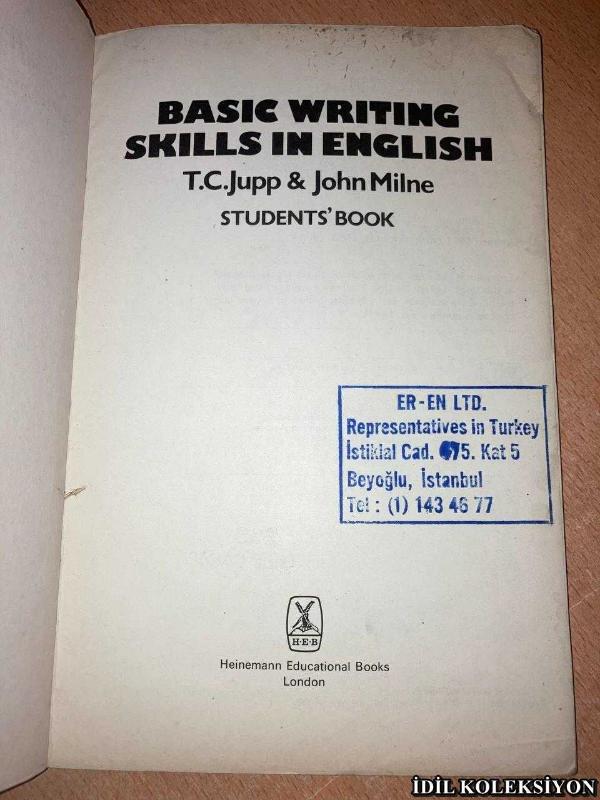 BASIC WRITING
SKILLS IN ENGLISH
T.C.Jupp & John Milne
STUDENTS' BOOK
ER-EN LTD.
Representatives in Turkey
İstiklal Cad. 75. Kat 5
Beyoğlu, İstanbul
Tel : (1) 143 46 77
H·E·B
Heinemann Educational Books
London
İDİL KOLEKSİYON